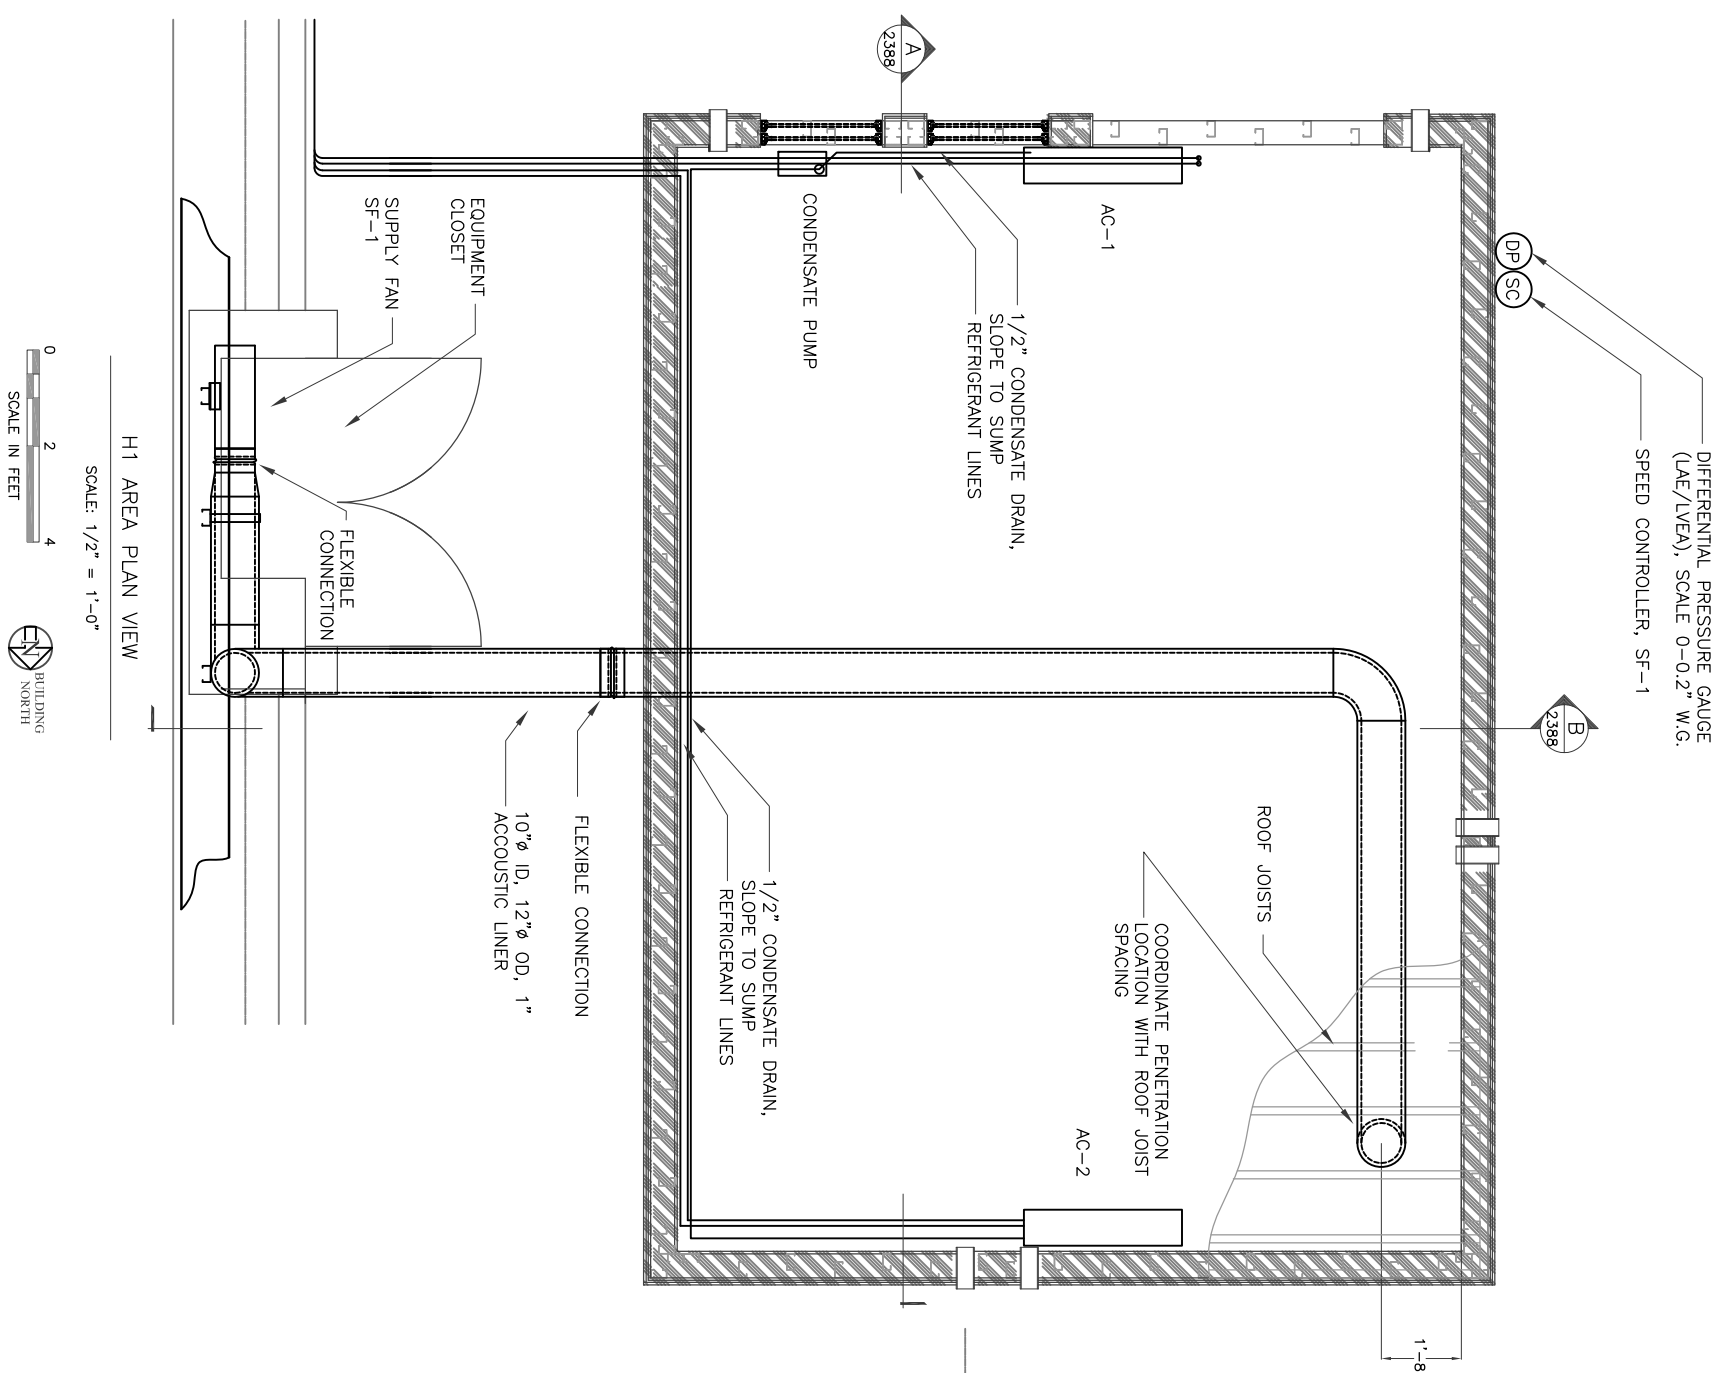 DIFFERENTIAL PRESSURE GAUGE
(LAE/LVEA), SCALE 0-0.2" W.G.
SPEED CONTROLLER, SF-1
DP
SC
B
2388
A
2388
AC-1
1/2" CONDENSATE DRAIN,
SLOPE TO SUMP
REFRIGERANT LINES
CONDENSATE PUMP
ROOF JOISTS
COORDINATE PENETRATION
LOCATION WITH ROOF JOIST
SPACING
AC-2
1'-8
1/2" CONDENSATE DRAIN,
SLOPE TO SUMP
REFRIGERANT LINES
EQUIPMENT
CLOSET
SUPPLY FAN
SF-1
FLEXIBLE CONNECTION
10"ø ID, 12"ø OD, 1"
ACCOUSTIC LINER
FLEXIBLE
CONNECTION
H1 AREA PLAN VIEW
SCALE: 1/2" = 1'-0"
0 2 4
SCALE IN FEET
N
BUILDING
NORTH